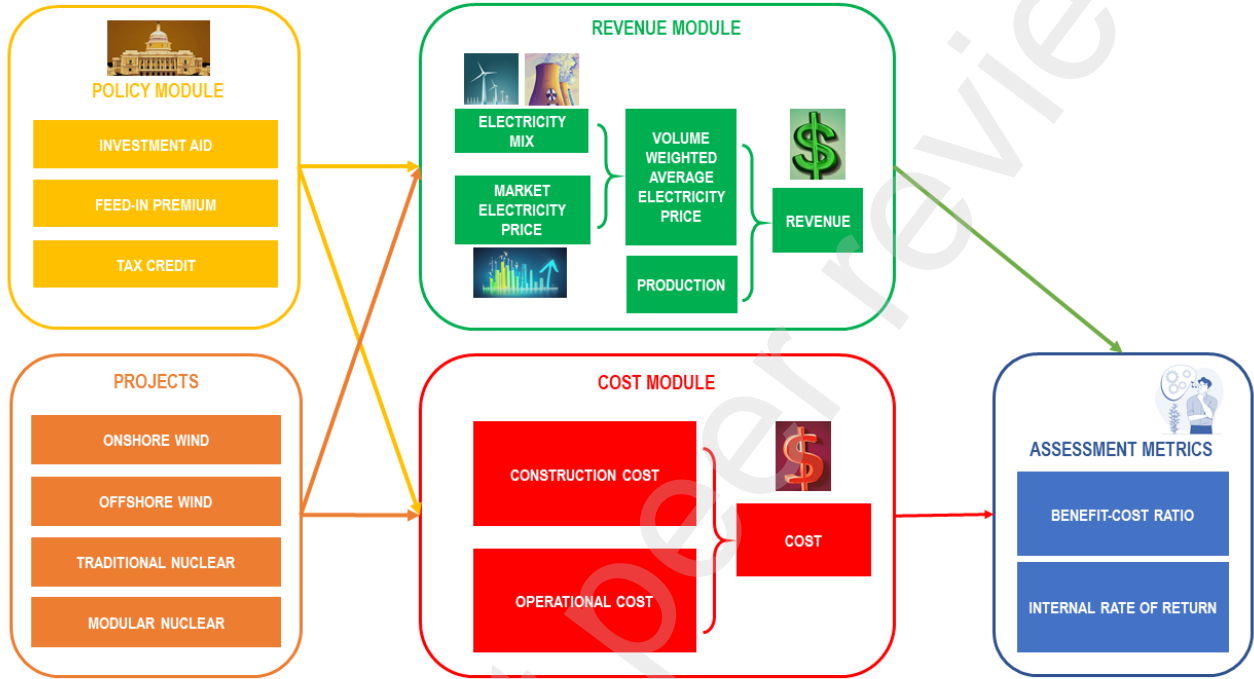 POLICY MODULE
INVESTMENT AID
FEED-IN PREMIUM
TAX CREDIT
PROJECTS
ONSHORE WIND
OFFSHORE WIND
TRADITIONAL NUCLEAR
MODULAR NUCLEAR
REVENUE MODULE
ELECTRICITY
MIX
MARKET
ELECTRICITY
PRICE
VOLUME
WEIGHTED
AVERAGE
ELECTRICITY
PRICE
PRODUCTION
REVENUE
COST MODULE
CONSTRUCTION COST
OPERATIONAL COST
COST
ASSESSMENT METRICS
BENEFIT-COST RATIO
INTERNAL RATE OF RETURN
peer